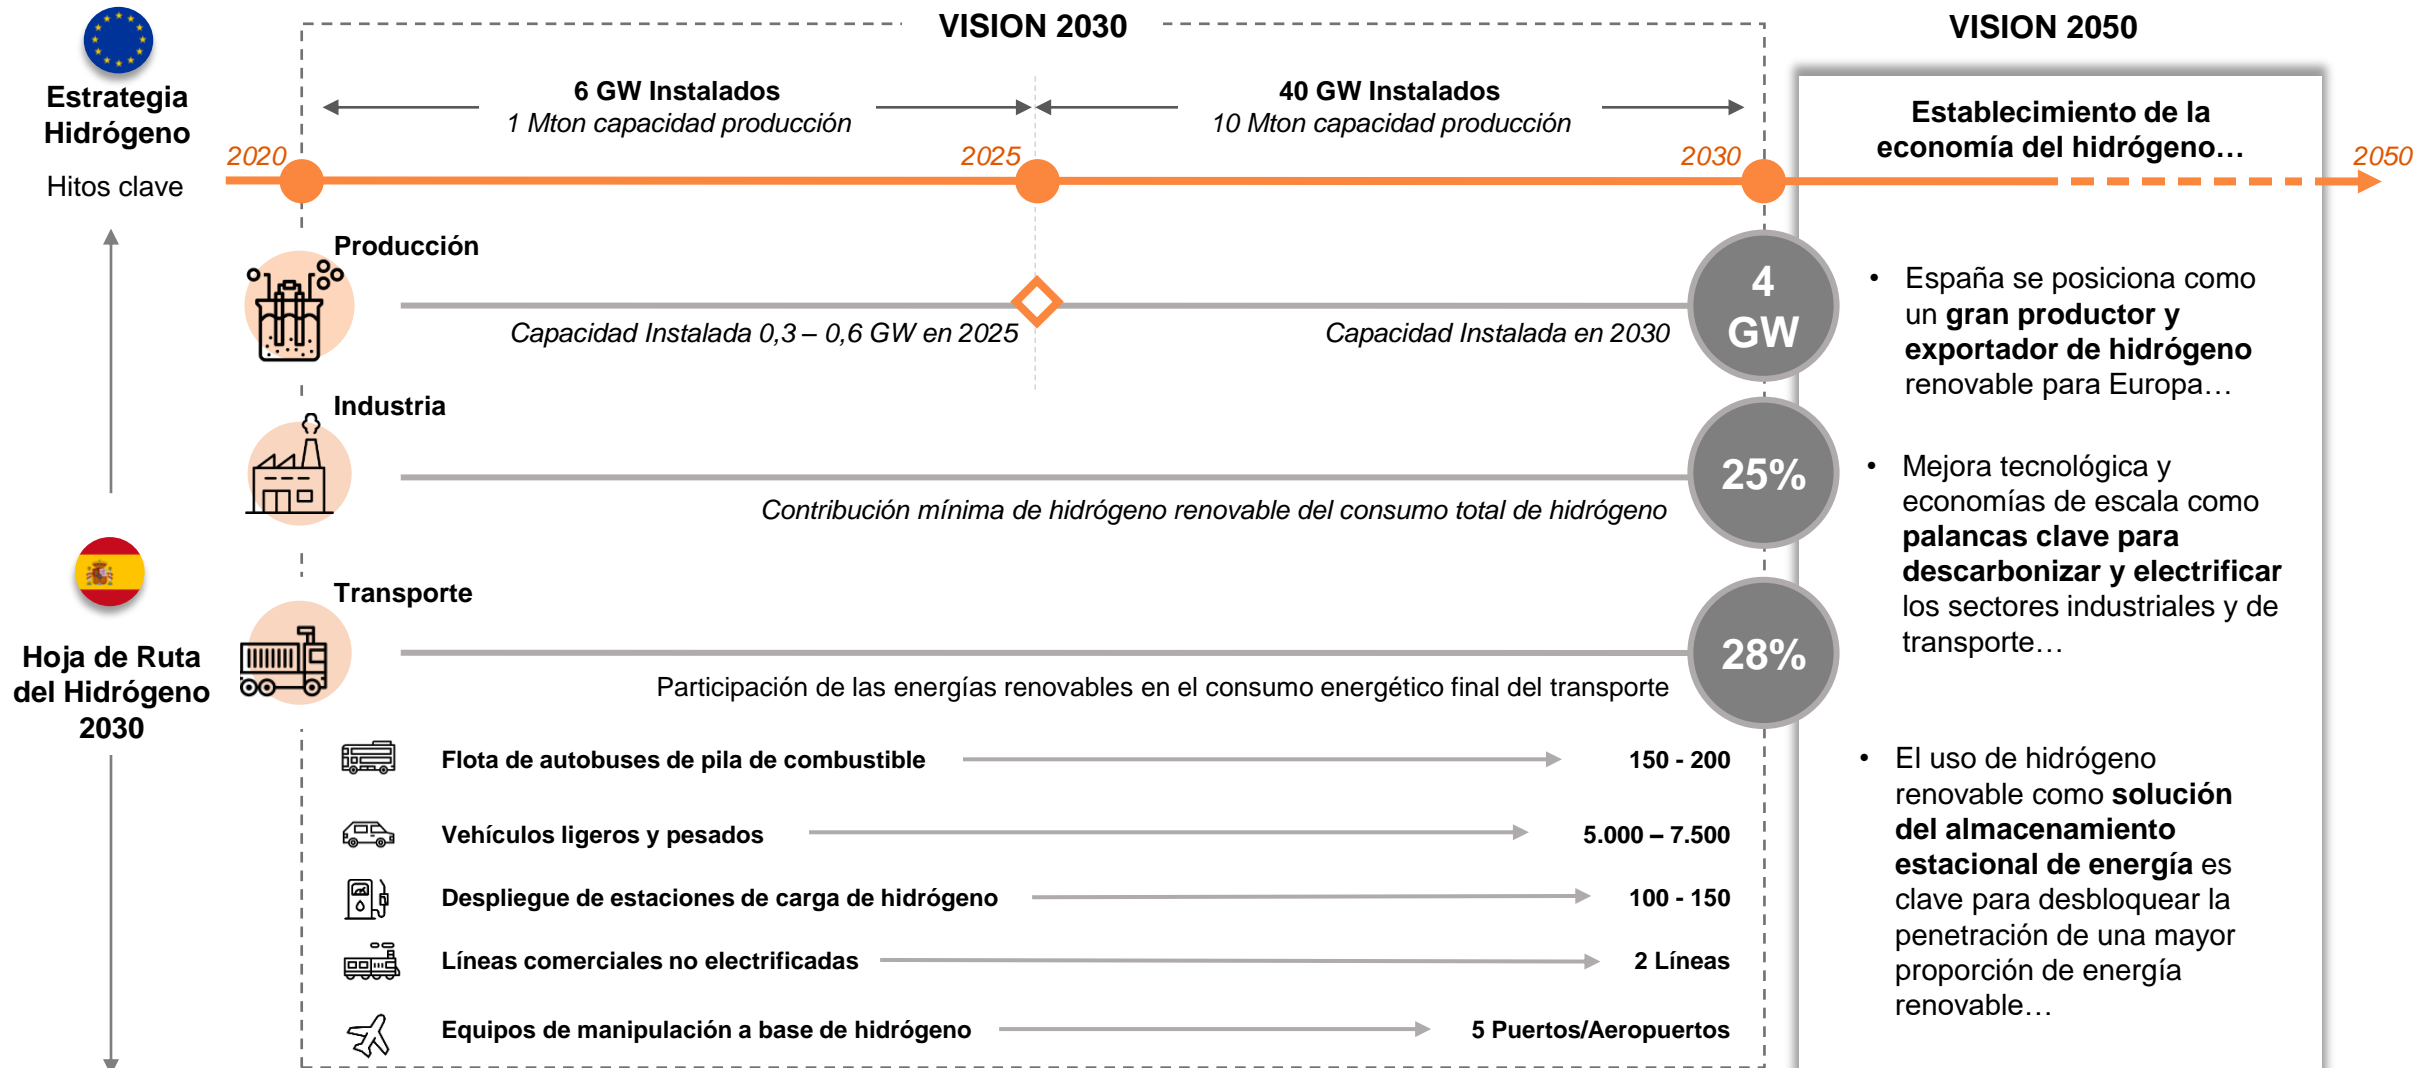 VISION 2030
VISION 2050
Estrategia
Hidrógeno
Hitos clave
6 GW Instalados
1 Mton capacidad producción
40 GW Instalados
10 Mton capacidad producción
2020
2025
2030
2050
Establecimiento de la
economía del hidrógeno…
Producción
Capacidad Instalada 0,3 – 0,6 GW en 2025
Capacidad Instalada en 2030
4
GW
Industria
Contribución mínima de hidrógeno renovable del consumo total de hidrógeno
25%
Hoja de Ruta
del Hidrógeno
2030
Transporte
Participación de las energías renovables en el consumo energético final del transporte
28%
Flota de autobuses de pila de combustible
150 - 200
Vehículos ligeros y pesados
5.000 – 7.500
Despliegue de estaciones de carga de hidrógeno
100 - 150
Líneas comerciales no electrificadas
2 Líneas
Equipos de manipulación a base de hidrógeno
5 Puertos/Aeropuertos
• España se posiciona como
un gran productor y
exportador de hidrógeno
renovable para Europa…
• Mejora tecnológica y
economías de escala como
palancas clave para
descarbonizar y electrificar
los sectores industriales y de
transporte…
• El uso de hidrógeno
renovable como solución
del almacenamiento
estacional de energía es
clave para desbloquear la
penetración de una mayor
proporción de energía
renovable…